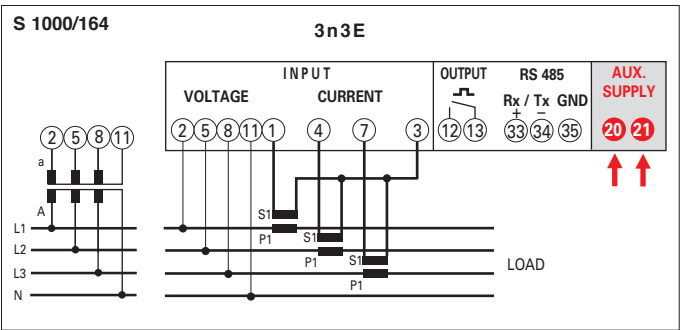 S 1000/164
3n3E
INPUT
OUTPUT
RS 485
AUX.
SUPPLY
VOLTAGE
CURRENT
Rx / Tx GND
+ −
2 5 8 11 1 4 7 3 12 13 33 34 35 20 21
2 5 8 11
a
A
S1
L1
P1
S1
L2
P1
S1
LOAD
L3
P1
N